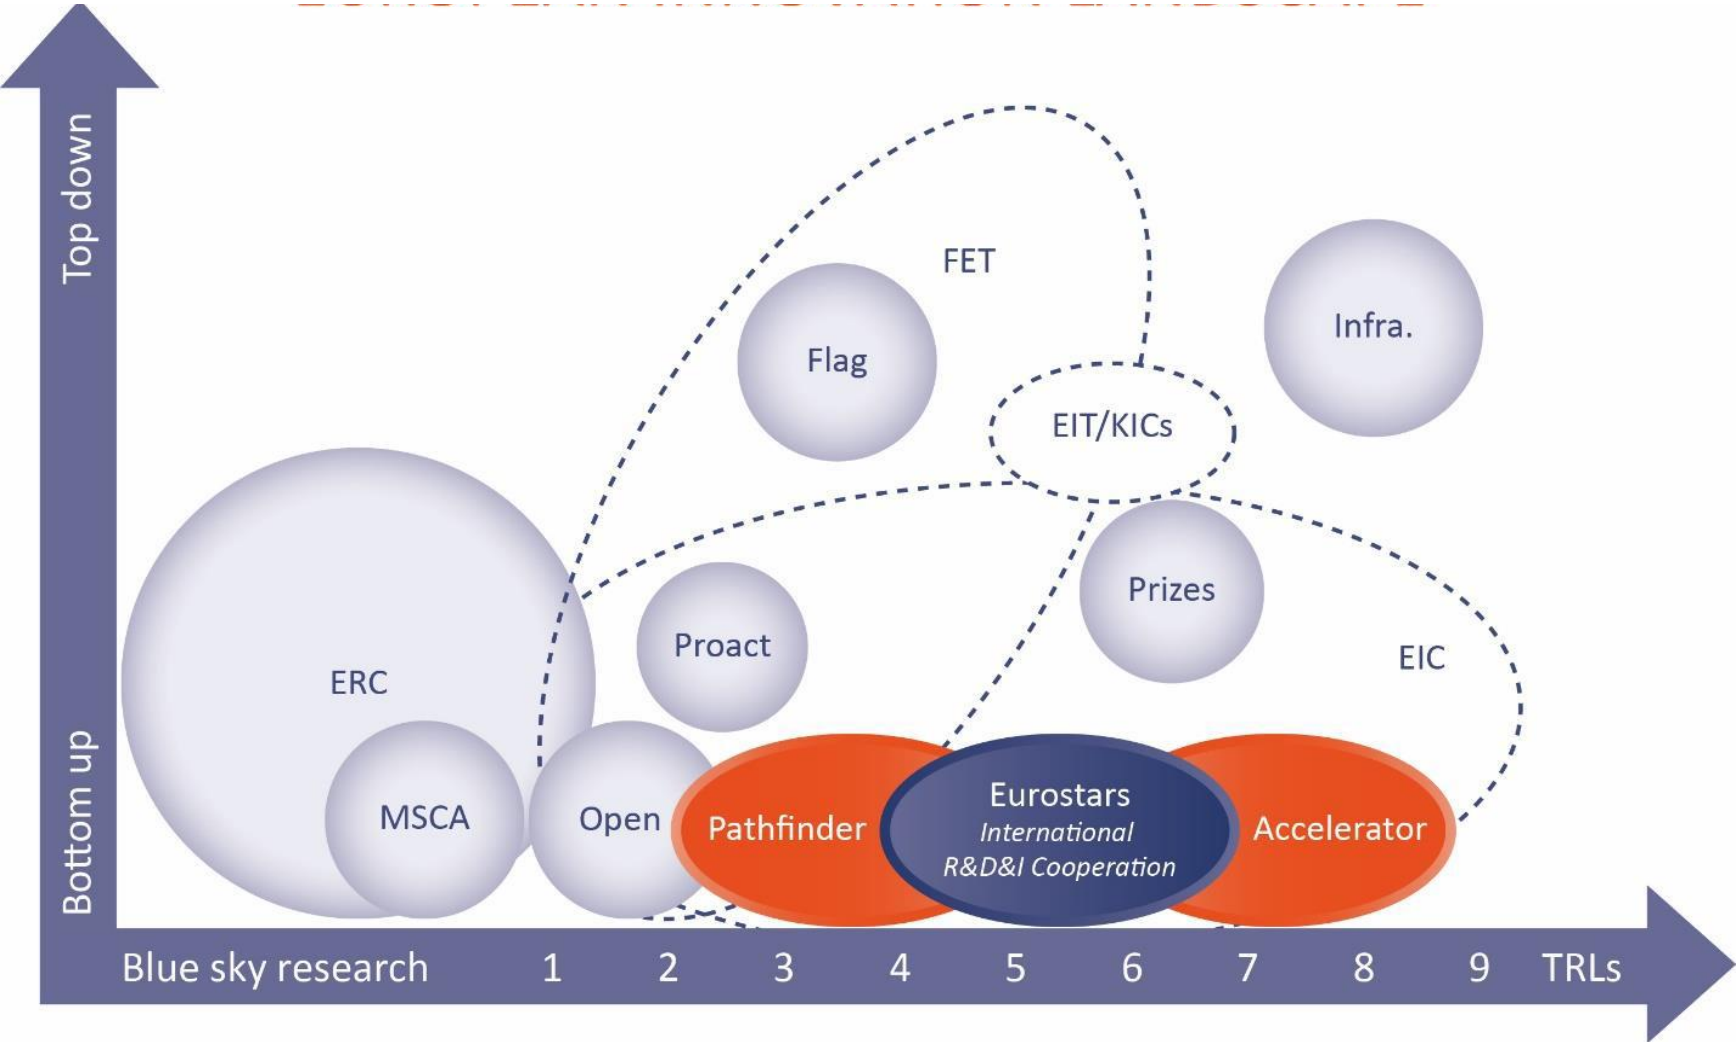 Top down
Bottom up
FET
Infra.
Flag
EIT/KICs
Prizes
Proact
EIC
ERC
MSCA
Open
Pathfinder
Eurostars
International
R&D&I Cooperation
Accelerator
Blue sky research 1 2 3 4 5 6 7 8 9 TRLs